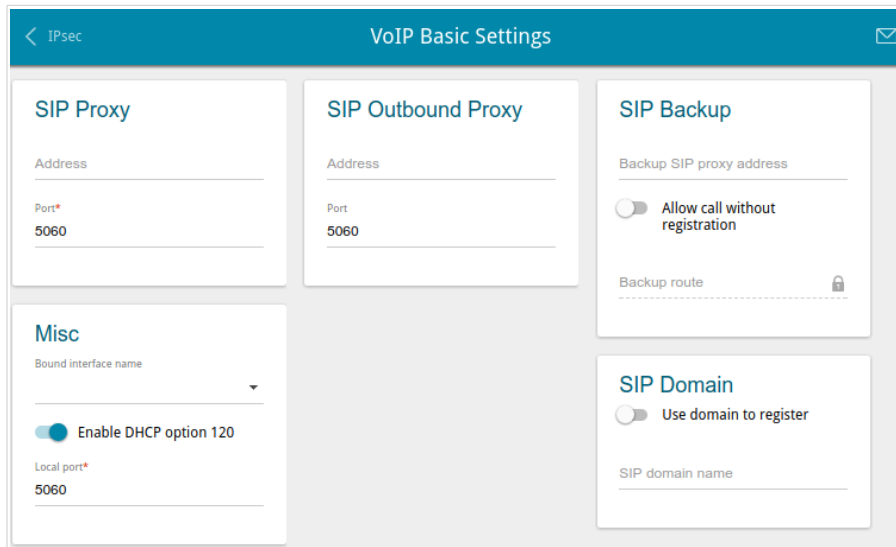 IPsec
VoIP Basic Settings
SIP Proxy
Address
Port*
5060
SIP Outbound Proxy
Address
Port
5060
SIP Backup
Backup SIP proxy address
Allow call without
registration
Backup route
Misc
Bound interface name
Enable DHCP option 120
Local port*
5060
SIP Domain
Use domain to register
SIP domain name